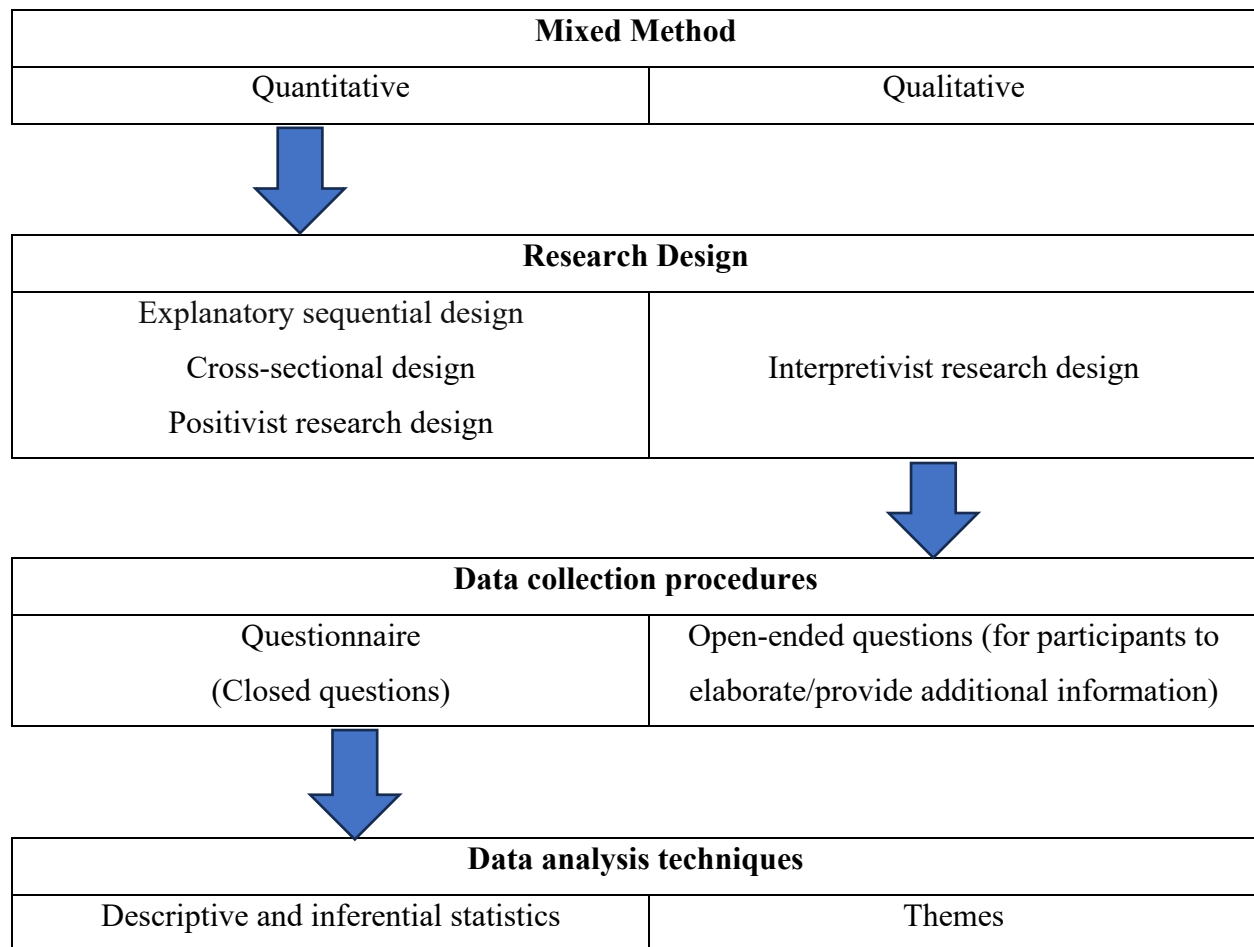 Mixed Method
Quantitative
Qualitative
Research Design
Explanatory sequential design
Cross-sectional design
Positivist research design
Interpretivist research design
Data collection procedures
Questionnaire
(Closed questions)
Open-ended questions (for participants to
elaborate/provide additional information)
Data analysis techniques
Descriptive and inferential statistics
Themes